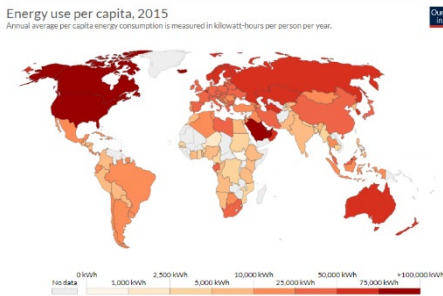 Energy use per capita, 2015
Annual average per capita energy consumption is measured in kilowatt-hours per person per year.
Our
in
0 kWh 2,500 kWh 10,000 kWh 50,000 kWh >100,000 kWh
No data 1,000 kWh 5,000 kWh 25,000 kWh 75,000 kWh